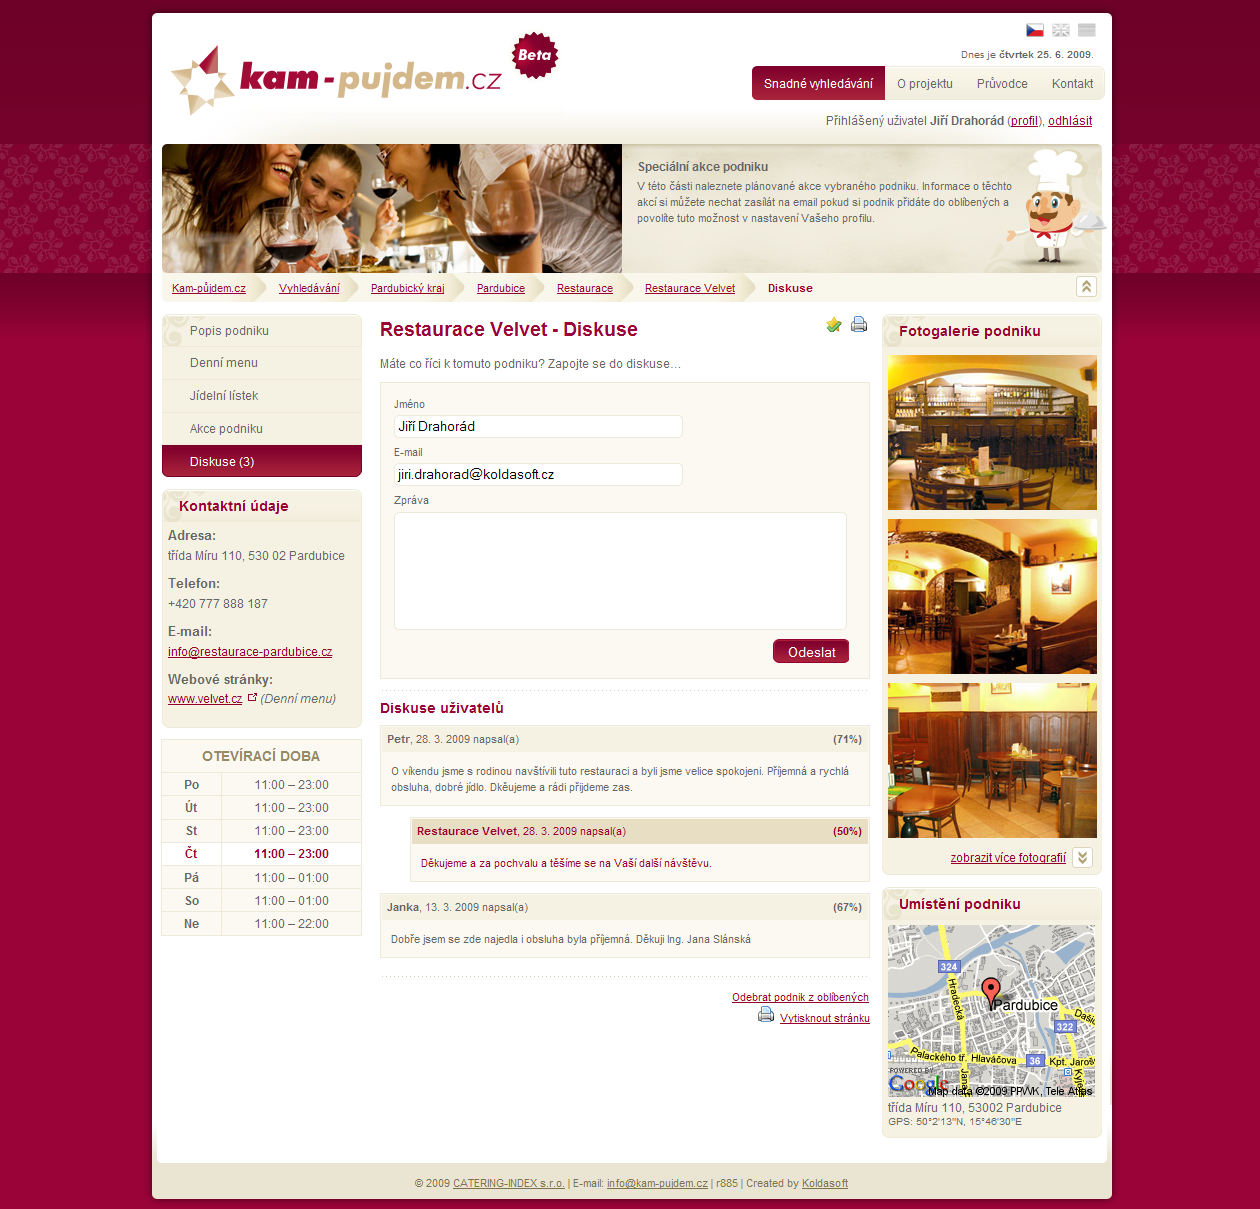 kam-pujdem.cz
Beta
Dnes je čtvrtek 25. 6. 2009.
Snadné vyhledávání O projektu Průvodce Kontakt
Přihlášený uživatel Jiří Drahorád (profil), odhlásit
Speciální akce podniku
V této části naleznete plánované akce vybraného podniku. Informace o těchto
akcí si můžete nechat zasílát na email pokud si podnik přidáte do oblíbených a
povolíte tuto možnost v nastavení Vašeho profilu.
Kam-půjdem.cz Vyhledávání Pardubický kraj Pardubice Restaurace Restaurace Velvet Diskuse
Popis podniku
Denní menu
Jídelní lístek
Akce podniku
Diskuse (3)
Kontaktní údaje
Adresa:
třída Míru 110, 530 02 Pardubice
Telefon:
+420 777 888 187
E-mail:
info@restaurace-pardubice.cz
Webové stránky:
www.velvet.cz (Denní menu)
OTEVÍRACÍ DOBA
Po 11:00 – 23:00
Út 11:00 – 23:00
St 11:00 – 23:00
Čt 11:00 – 23:00
Pá 11:00 – 01:00
So 11:00 – 01:00
Ne 11:00 – 22:00
Restaurace Velvet - Diskuse
Máte co říci k tomuto podniku? Zapojte se do diskuse...
Jméno
Jiří Drahorád
E-mail
jiri.drahorad@koldasoft.cz
Zpráva
Odeslat
Diskuse uživatelů
Petr, 28. 3. 2009 napsal(a) (71%)
O víkendu jsme s rodinou navštívili tuto restauraci a byli jsme velice spokojeni. Příjemná a rychlá
obsluha, dobré jídlo. Dkěujeme a rádi přijdeme zas.
Restaurace Velvet, 28. 3. 2009 napsal(a) (50%)
Děkujeme a za pochvalu a těšíme se na Vaší další návštěvu.
Janka, 13. 3. 2009 napsal(a) (67%)
Dobře jsem se zde najedla i obsluha byla příjemná. Děkuji Ing. Jana Slánská
Odebrat podnik z oblíbených
Vytisknout stránku
Fotogalerie podniku
zobrazit více fotografií
Umístění podniku
324
Hradecká
Pardubice
Dašic
322
Palackého tř. Hlaváčova 36 Kpt. Jaroš
POWERED BY
Google
Map data ©2009 PPWK, Tele Atlas
třída Míru 110, 53002 Pardubice
GPS: 50°2'13"N, 15°46'30"E
© 2009 CATERING-INDEX s.r.o. | E-mail: info@kam-pujdem.cz | r885 | Created by Koldasoft